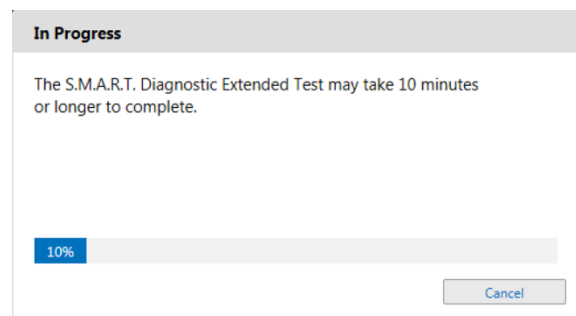 In Progress
The S.M.A.R.T. Diagnostic Extended Test may take 10 minutes
or longer to complete.
10%
Cancel